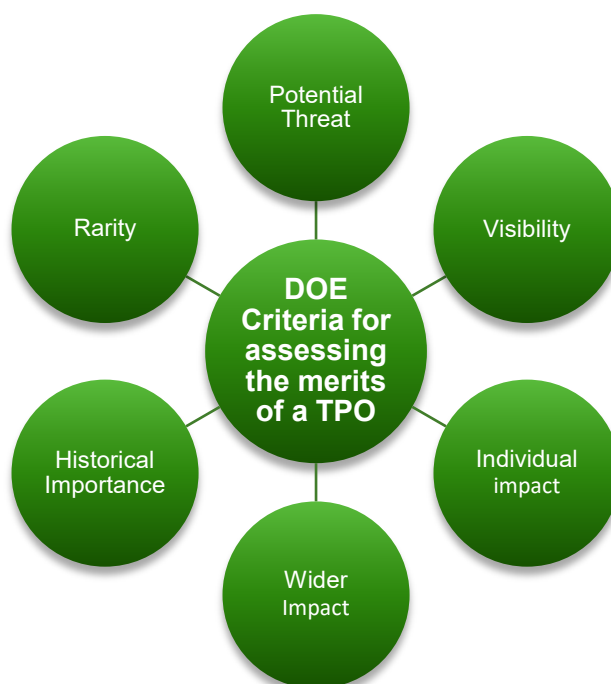 Potential
Threat
Rarity
Visibility
DOE
Criteria for
assessing
the merits
of a TPO
Historical
Importance
Individual
impact
Wider
Impact